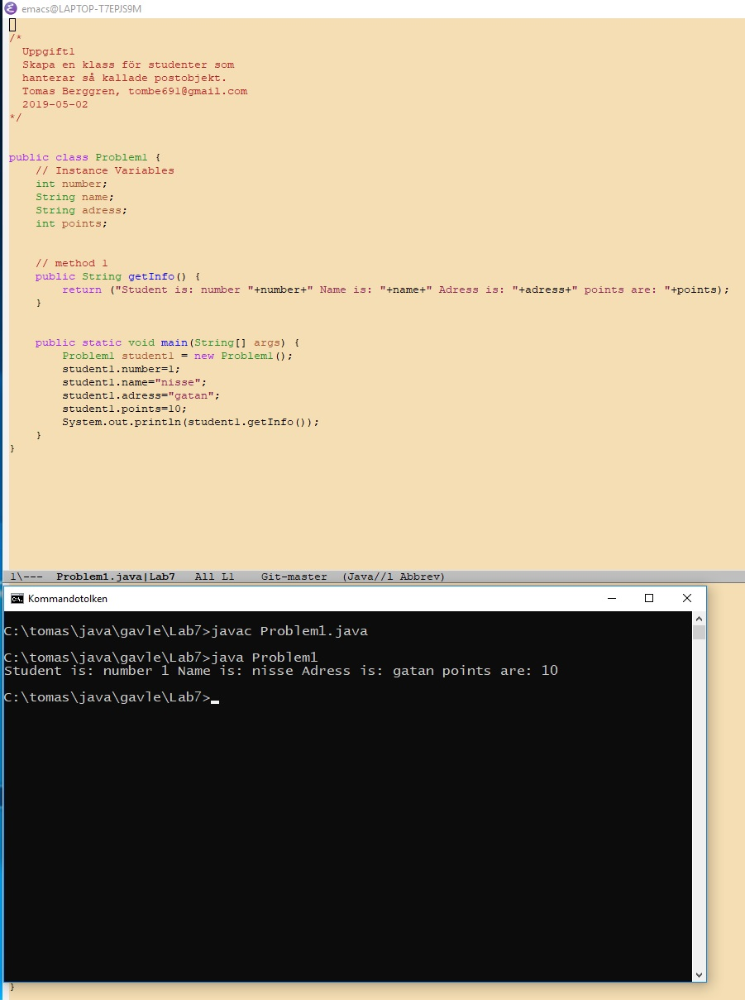 emacs@LAPTOP-T7EPJS9M
/*
  Uppgift1
  Skapa en klass för studenter som
  hanterar så kallade postobjekt.
  Tomas Berggren, tombe691@gmail.com
  2019-05-02
*/
public class Problem1 {
    // Instance Variables
    int number;
    String name;
    String adress;
    int points;
    // method 1
    public String getInfo() {
        return ("Student is: number "+number+" Name is: "+name+" Adress is: "+adress+" points are: "+points);
    }
    public static void main(String[] args) {
        Problem1 student1 = new Problem1();
        student1.number=1;
        student1.name="nisse";
        student1.adress="gatan";
        student1.points=10;
        System.out.println(student1.getInfo());
    }
}
1\---  Problem1.java|Lab7   All L1    Git-master  (Java//l Abbrev)
Kommandotolken
C:\tomas\java\gavle\Lab7>javac Problem1.java
C:\tomas\java\gavle\Lab7>java Problem1
Student is: number 1 Name is: nisse Adress is: gatan points are: 10
C:\tomas\java\gavle\Lab7>
}